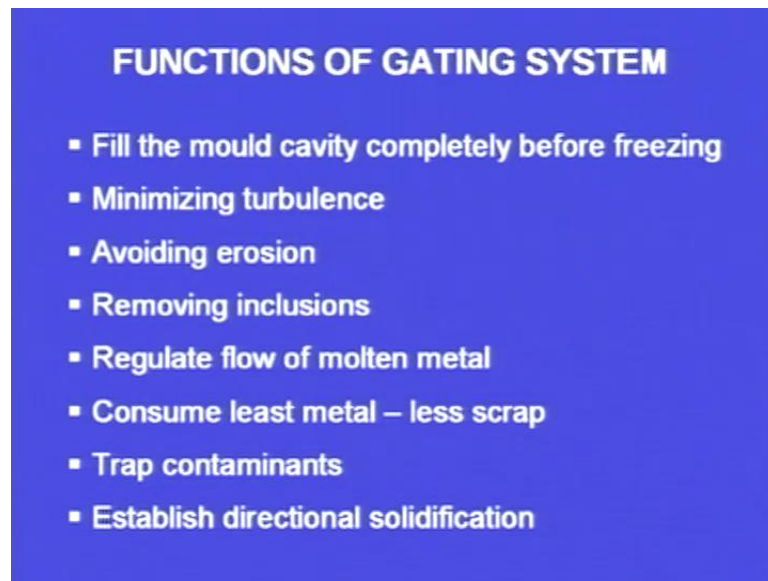 FUNCTIONS OF GATING SYSTEM
▪ Fill the mould cavity completely before freezing
▪ Minimizing turbulence
▪ Avoiding erosion
▪ Removing inclusions
▪ Regulate flow of molten metal
▪ Consume least metal – less scrap
▪ Trap contaminants
▪ Establish directional solidification